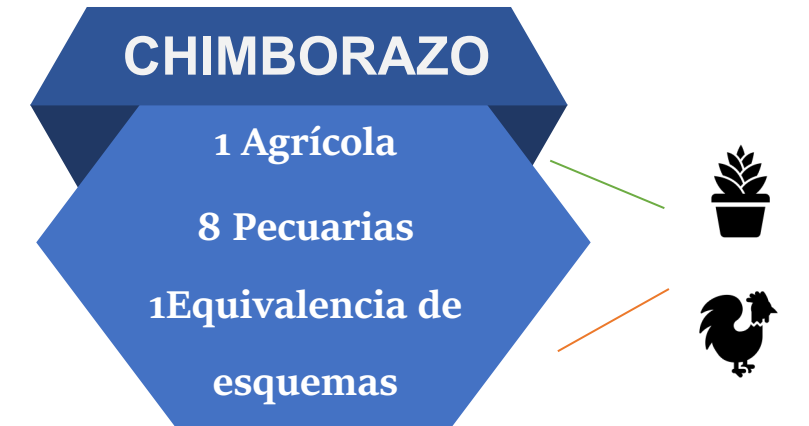 CHIMBORAZO
1 Agrícola
8 Pecuarias
1Equivalencia de
esquemas